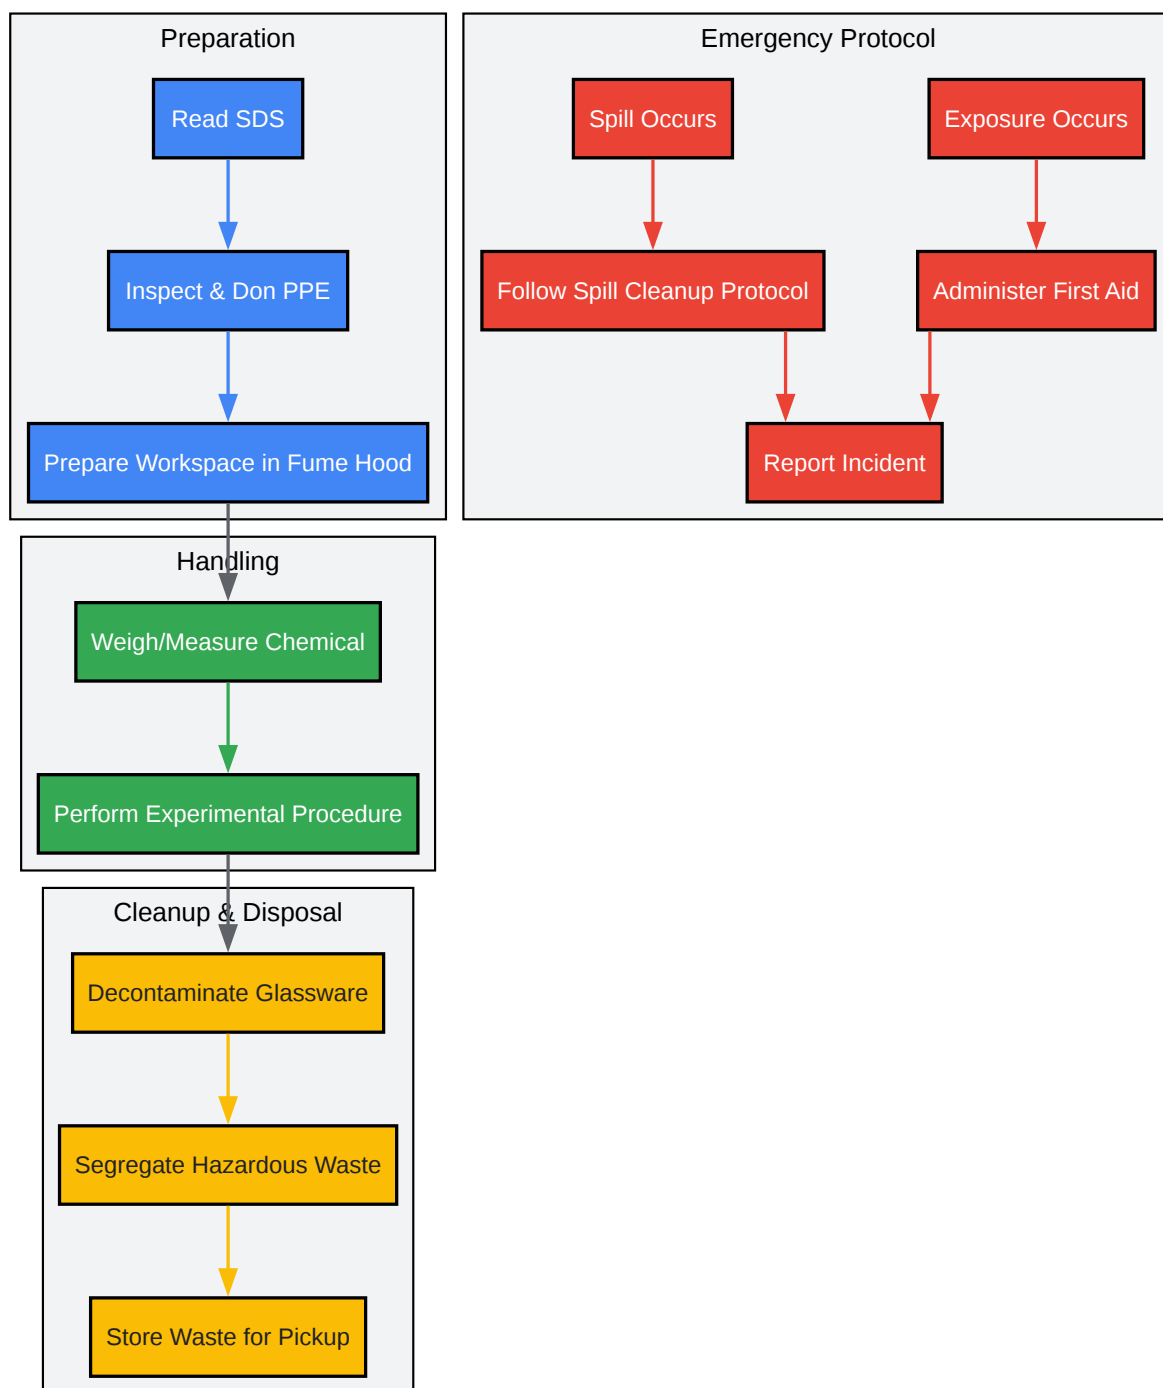 Preparation
Read SDS
Inspect & Don PPE
Prepare Workspace in Fume Hood
Emergency Protocol
Spill Occurs
Exposure Occurs
Follow Spill Cleanup Protocol
Administer First Aid
Report Incident
Handling
Weigh/Measure Chemical
Perform Experimental Procedure
Cleanup & Disposal
Decontaminate Glassware
Segregate Hazardous Waste
Store Waste for Pickup